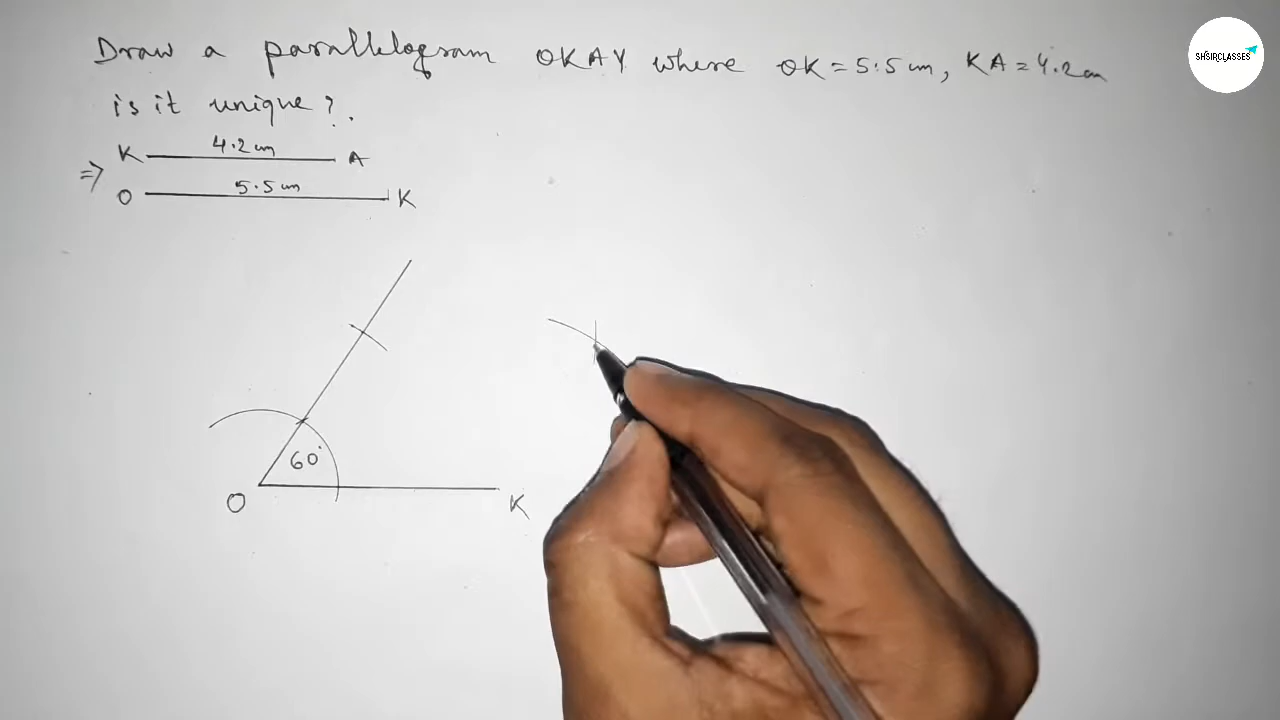 Draw a parallelogram OKAY where OK = 5.5 cm, KA = 4.2 cm
is it unique?.
K 4.2 cm A
⇒
O 5.5 cm K
60°
O K
SHSIRCLASSES